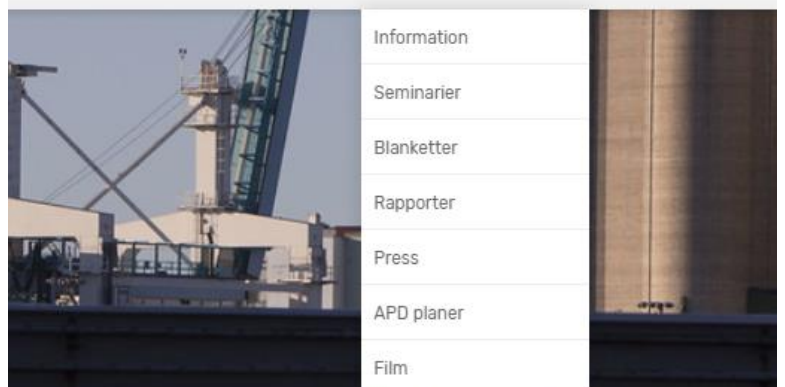 Information
Seminarier
Blanketter
Rapporter
Press
APD planer
Film